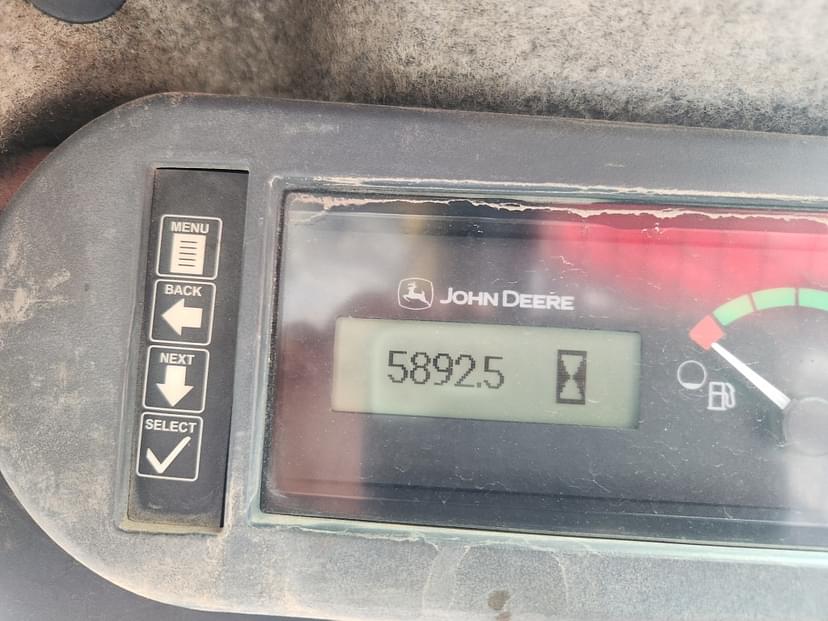 MENU
BACK
NEXT
SELECT
JOHN DEERE
5892.5